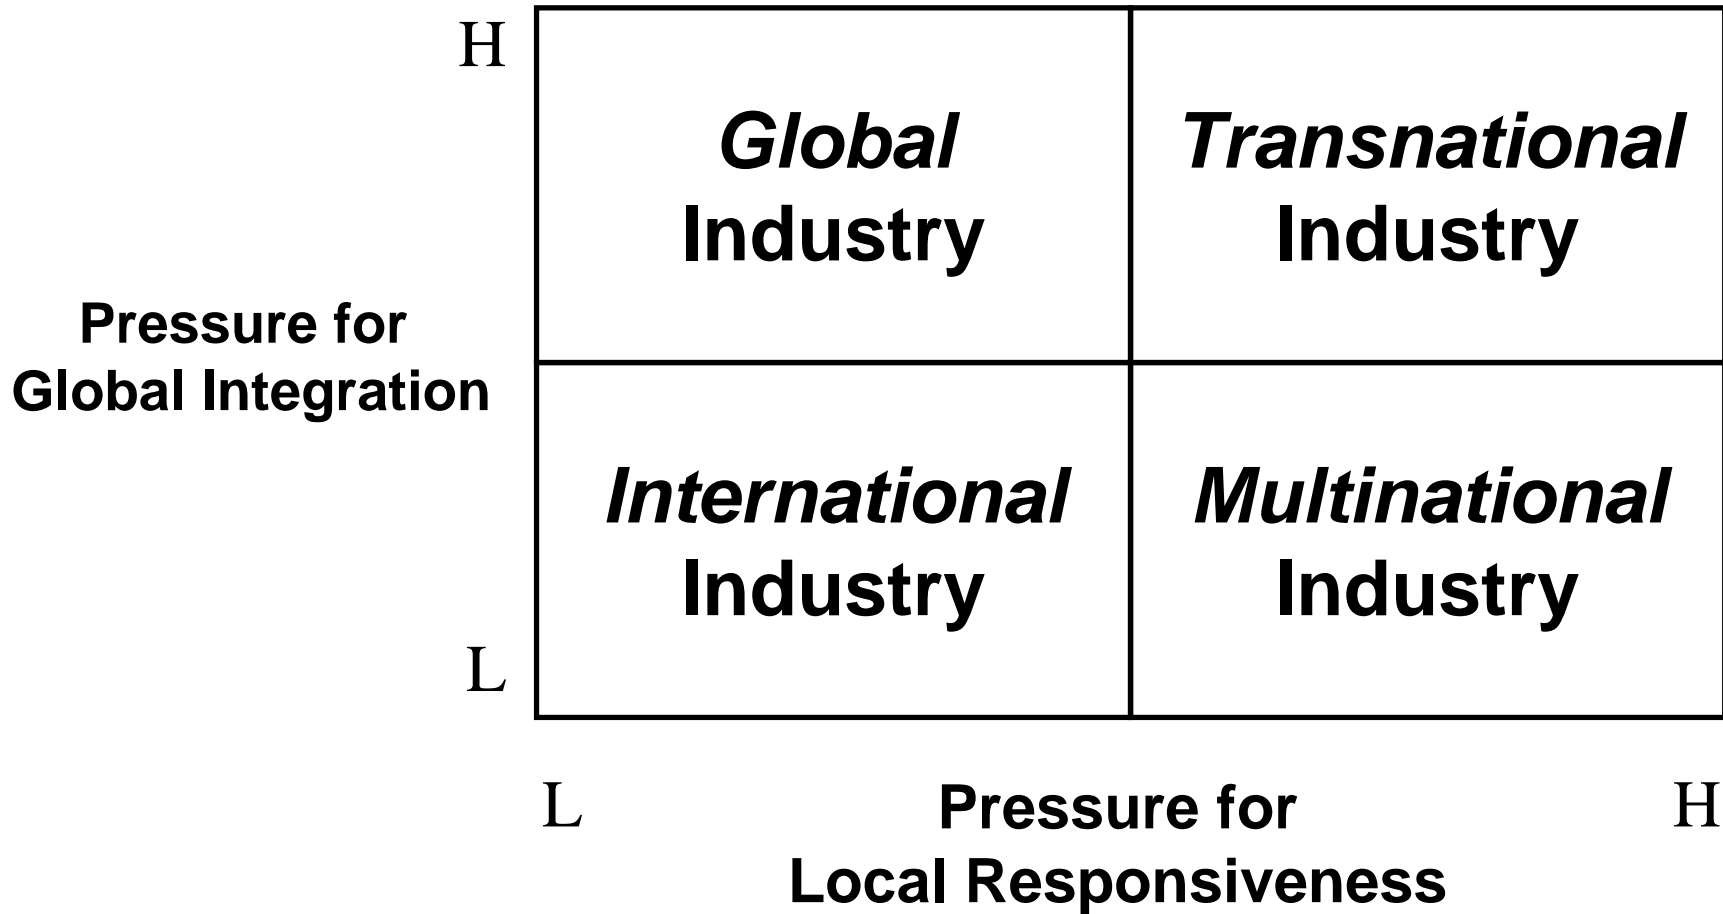 H
Global
Industry
Transnational
Industry
Pressure for
Global Integration
International
Industry
Multinational
Industry
L
L
Pressure for
Local Responsiveness
H